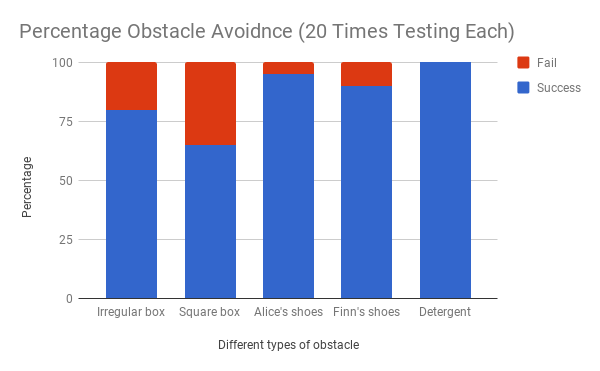 Percentage Obstacle Avoidnce (20 Times Testing Each)
Fail
Success
100
75
50
25
0
Percentage
Irregular box
Square box
Alice's shoes
Finn's shoes
Detergent
Different types of obstacle